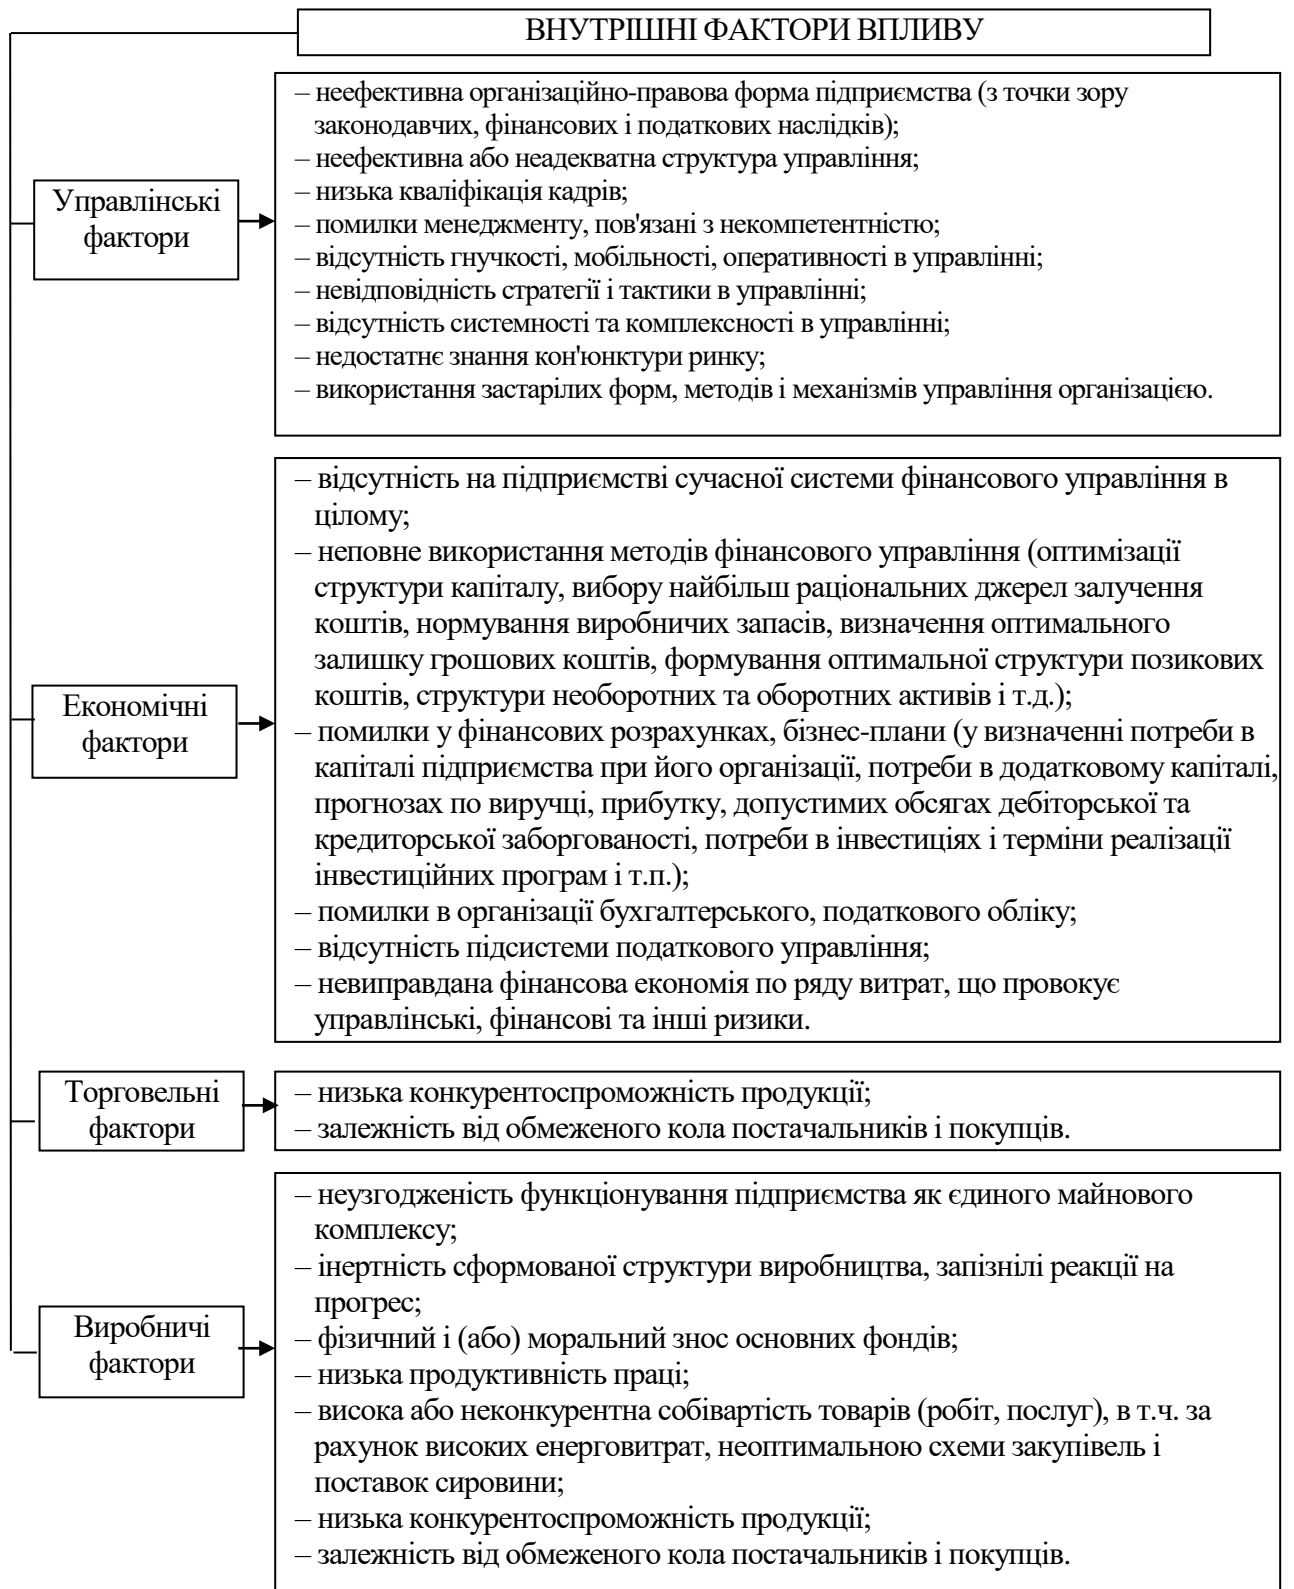 ВНУТРІШНІ ФАКТОРИ ВПЛИВУ
Управлінські
фактори
– неефективна організаційно-правова форма підприємства (з точки зору
законодавчих, фінансових і податкових наслідків);
– неефективна або неадекватна структура управління;
– низька кваліфікація кадрів;
– помилки менеджменту, пов'язані з некомпетентністю;
– відсутність гнучкості, мобільності, оперативності в управлінні;
– невідповідність стратегії і тактики в управлінні;
– відсутність системності та комплексності в управлінні;
– недостатнє знання кон'юнктури ринку;
– використання застарілих форм, методів і механізмів управління організацією.
Економічні
фактори
– відсутність на підприємстві сучасної системи фінансового управління в
цілому;
– неповне використання методів фінансового управління (оптимізації
структури капіталу, вибору найбільш раціональних джерел залучення
коштів, нормування виробничих запасів, визначення оптимального
залишку грошових коштів, формування оптимальної структури позикових
коштів, структури необоротних та оборотних активів і т.д.);
– помилки у фінансових розрахунках, бізнес-плани (у визначенні потреби в
капіталі підприємства при його організації, потреби в додатковому капіталі,
прогнозах по виручці, прибутку, допустимих обсягах дебіторської та
кредиторської заборгованості, потреби в інвестиціях і терміни реалізації
інвестиційних програм і т.п.);
– помилки в організації бухгалтерського, податкового обліку;
– відсутність підсистеми податкового управління;
– невиправдана фінансова економія по ряду витрат, що провокує
управлінські, фінансові та інші ризики.
Торговельні
фактори
– низька конкурентоспроможність продукції;
– залежність від обмеженого кола постачальників і покупців.
Виробничі
фактори
– неузгодженість функціонування підприємства як єдиного майнового
комплексу;
– інертність сформованої структури виробництва, запізнілі реакції на
прогрес;
– фізичний і (або) моральний знос основних фондів;
– низька продуктивність праці;
– висока або неконкурентна собівартість товарів (робіт, послуг), в т.ч. за
рахунок високих енерговитрат, неоптимальною схеми закупівель і
поставок сировини;
– низька конкурентоспроможність продукції;
– залежність від обмеженого кола постачальників і покупців.